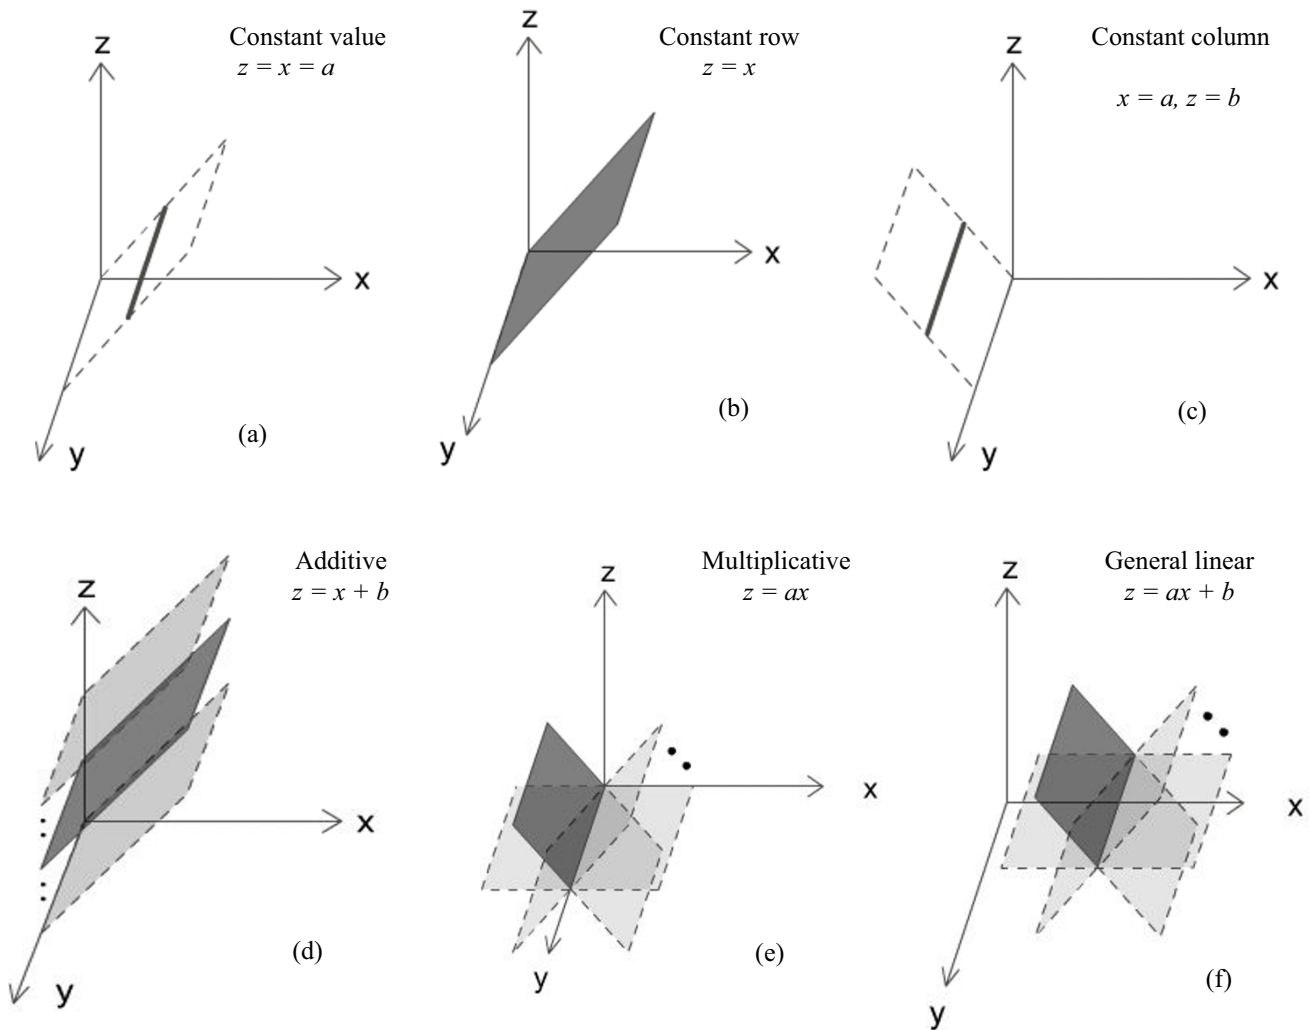 Constant value
z = x = a
z
x
y
(a)
Constant row
z = x
z
x
y
(b)
Constant column
x = a, z = b
z
x
y
(c)
Additive
z = x + b
z
x
y
(d)
Multiplicative
z = ax
z
x
y
(e)
General linear
z = ax + b
z
x
y
(f)